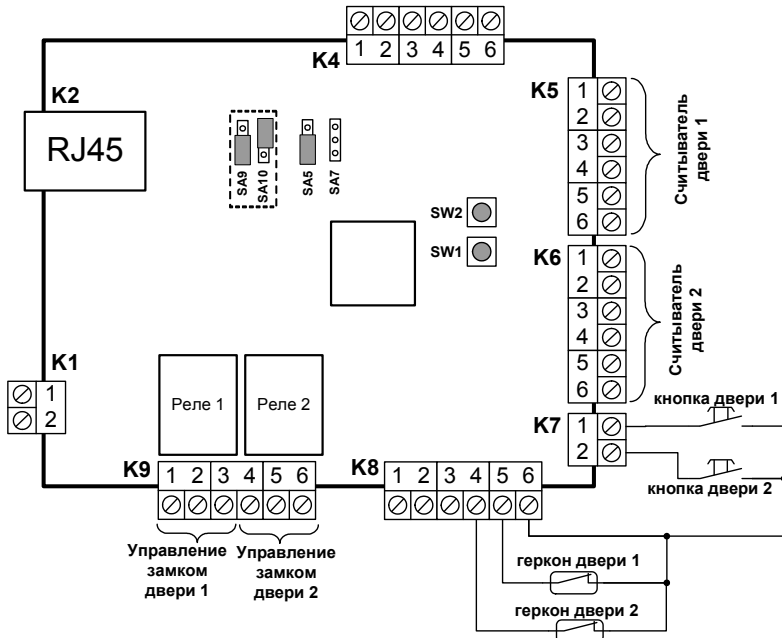 K4
1 2 3 4 5 6
K2
RJ45
SA9
SA10
SA5
SA7
SW2
SW1
K5
1
2
3
4
5
6
Считыватель
двери 1
K6
1
2
3
4
5
6
Считыватель
двери 2
K1
1
2
Реле 1
Реле 2
K7
1
2
кнопка двери 1
кнопка двери 2
K9
1 2 3 4 5 6
K8
1 2 3 4 5 6
Управление
замком
двери 1
Управление
замком
двери 2
геркон двери 1
геркон двери 2